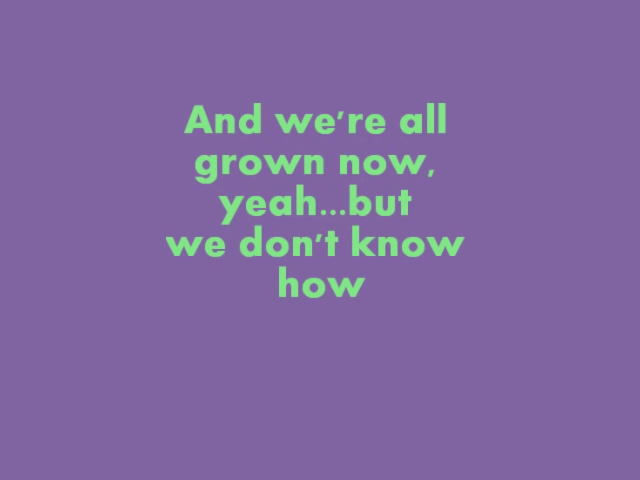 And we're all
grown now,
yeah...but
we don't know
how